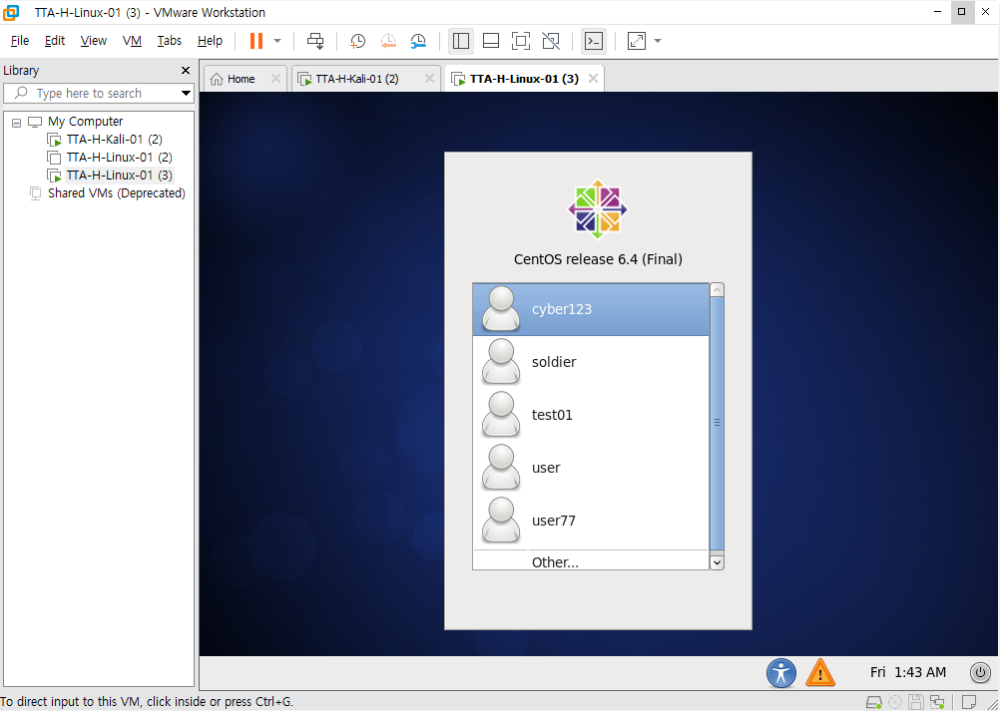 TTA-H-Linux-01 (3) - VMware Workstation
File Edit View VM Tabs Help
Library
Home
TTA-H-Kali-01 (2)
TTA-H-Linux-01 (3)
Type here to search
My Computer
TTA-H-Kali-01 (2)
TTA-H-Linux-01 (2)
TTA-H-Linux-01 (3)
Shared VMs (Deprecated)
CentOS release 6.4 (Final)
cyber123
soldier
test01
user
user77
Other...
Fri 1:43 AM
To direct input to this VM, click inside or press Ctrl+G.